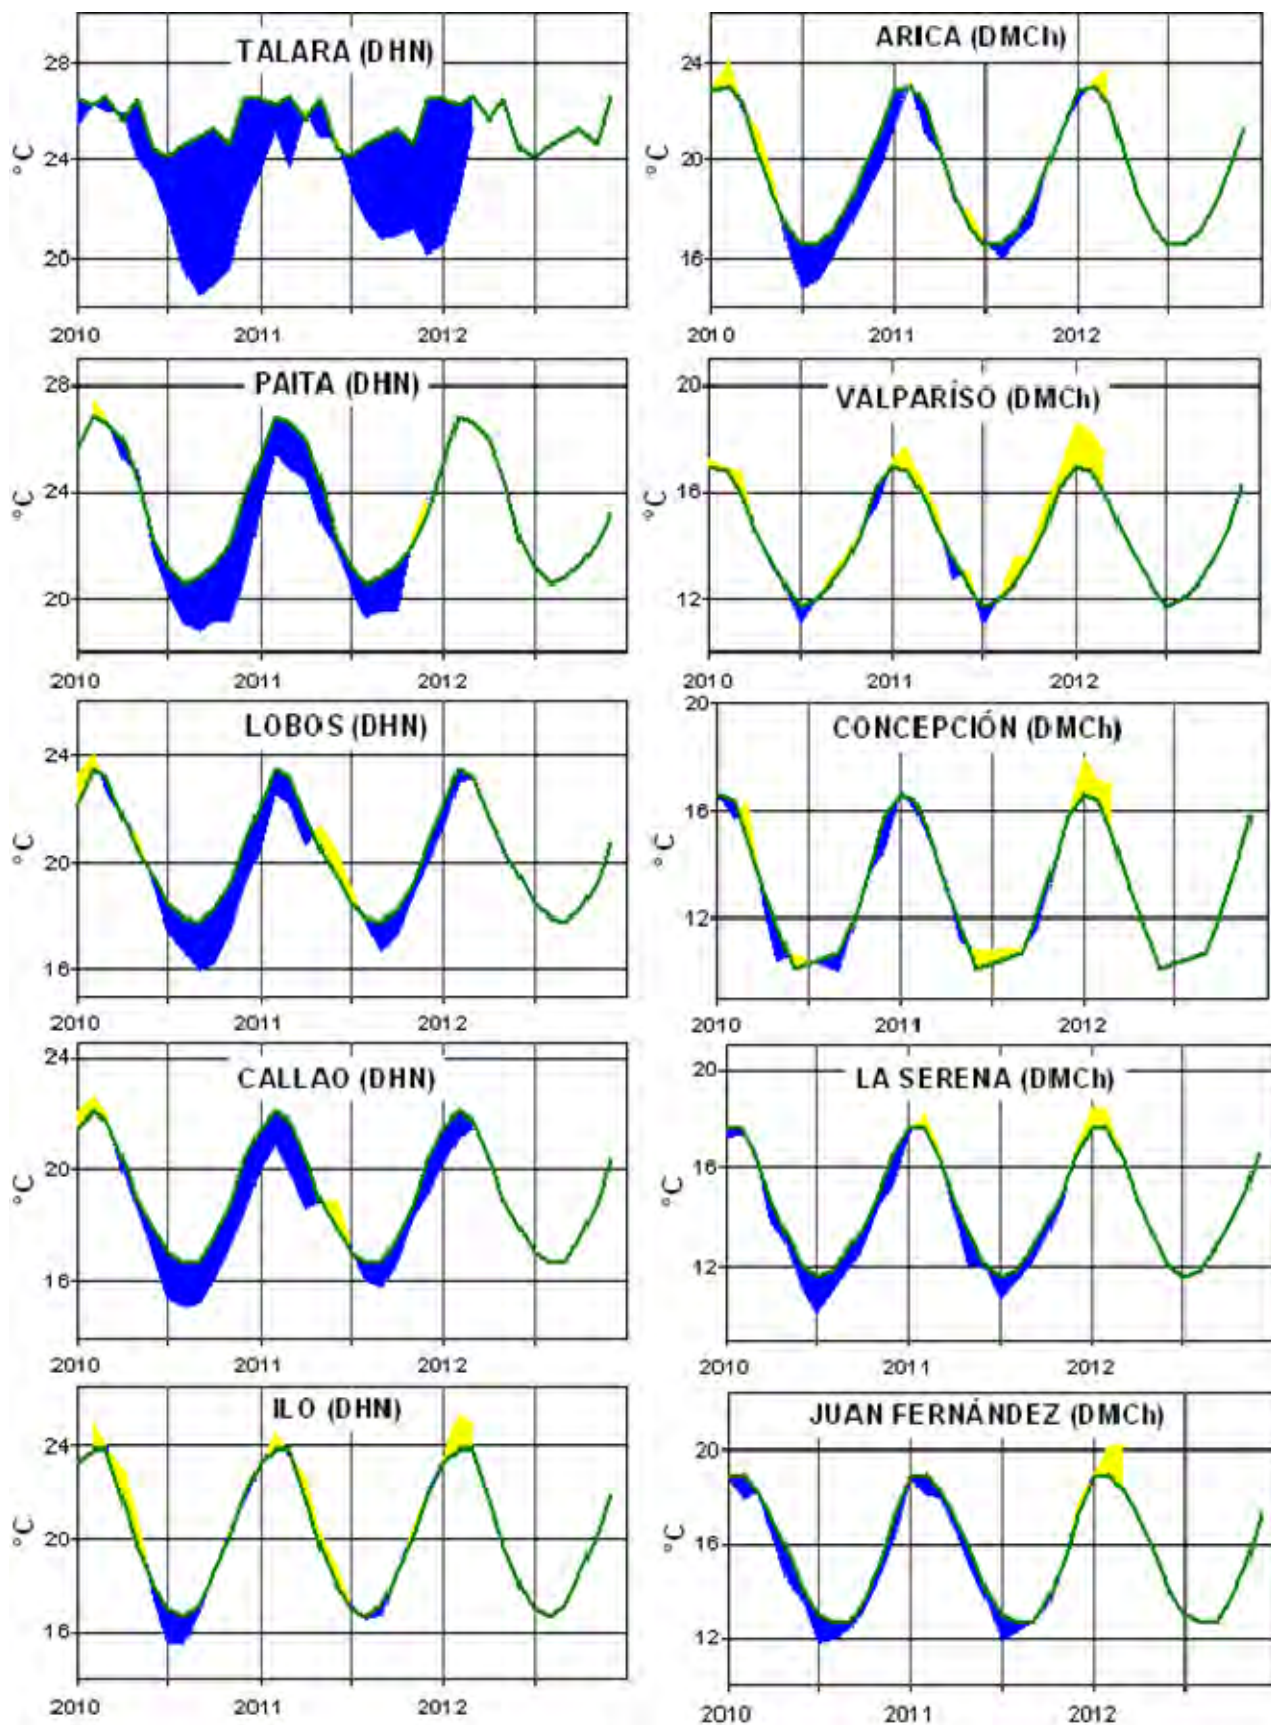 TALARA (DHN)
°C
28
24
20
2010 2011 2012
ARICA (DMCh)
°C
24
20
16
2010 2011 2012
PAITA (DHN)
°C
28
24
20
2010 2011 2012
VALPARÍSO (DMCh)
°C
20
16
12
2010 2011 2012
LOBOS (DHN)
°C
24
20
16
2010 2011 2012
CONCEPCIÓN (DMCh)
°C
20
16
12
2010 2011 2012
CALLAO (DHN)
°C
24
20
16
2010 2011 2012
LA SERENA (DMCh)
°C
20
16
12
2010 2011 2012
ILO (DHN)
°C
24
20
16
2010 2011 2012
JUAN FERNÁNDEZ (DMCh)
°C
20
16
12
2010 2011 2012